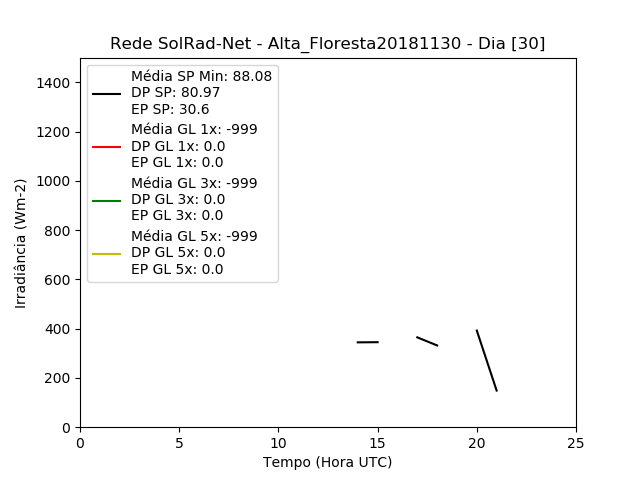 Rede SolRad-Net - Alta_Floresta20181130 - Dia [30]
Média SP Min: 88.08
DP SP: 80.97
EP SP: 30.6
Média GL 1x: -999
DP GL 1x: 0.0
EP GL 1x: 0.0
Média GL 3x: -999
DP GL 3x: 0.0
EP GL 3x: 0.0
Média GL 5x: -999
DP GL 5x: 0.0
EP GL 5x: 0.0
Irradiância (Wm-2)
1400
1200
1000
800
600
400
200
0
0 5 10 15 20 25
Tempo (Hora UTC)